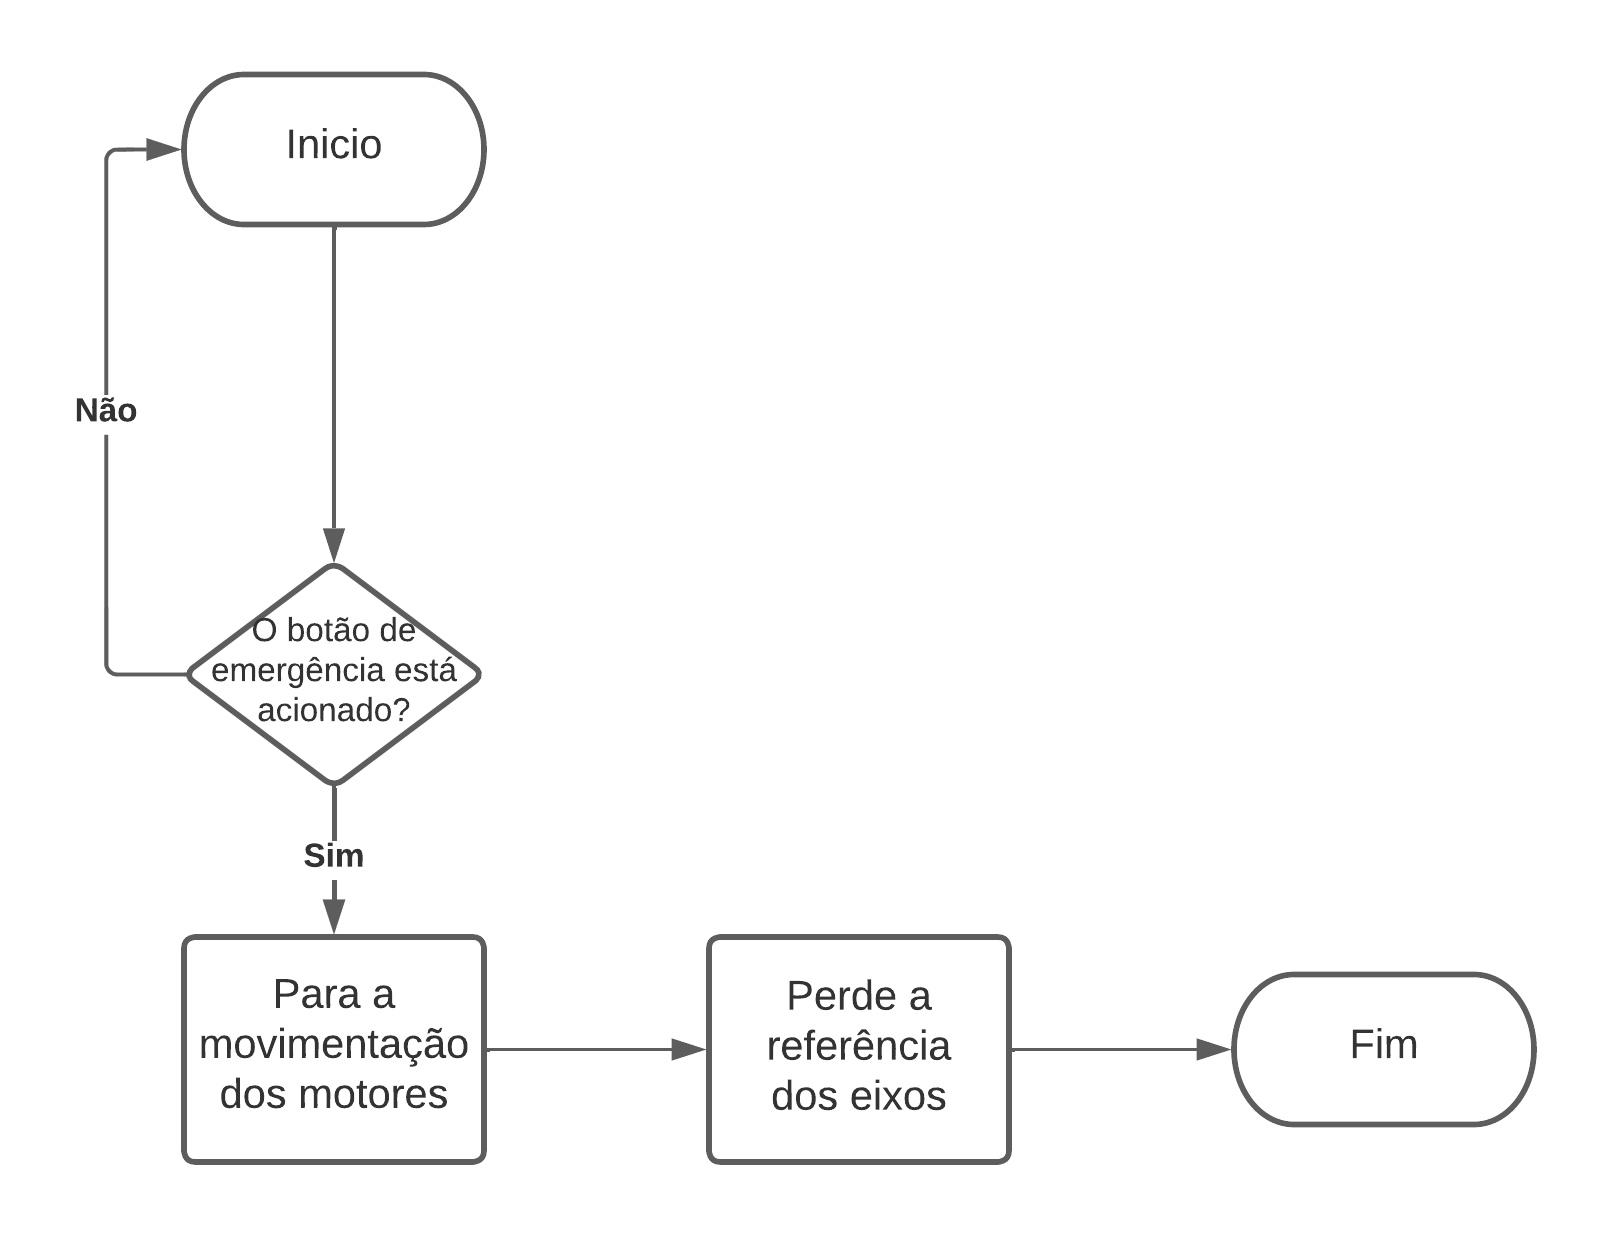 Inicio
Não
O botão de
emergência está
acionado?
Sim
Para a
movimentação
dos motores
Perde a
referência
dos eixos
Fim